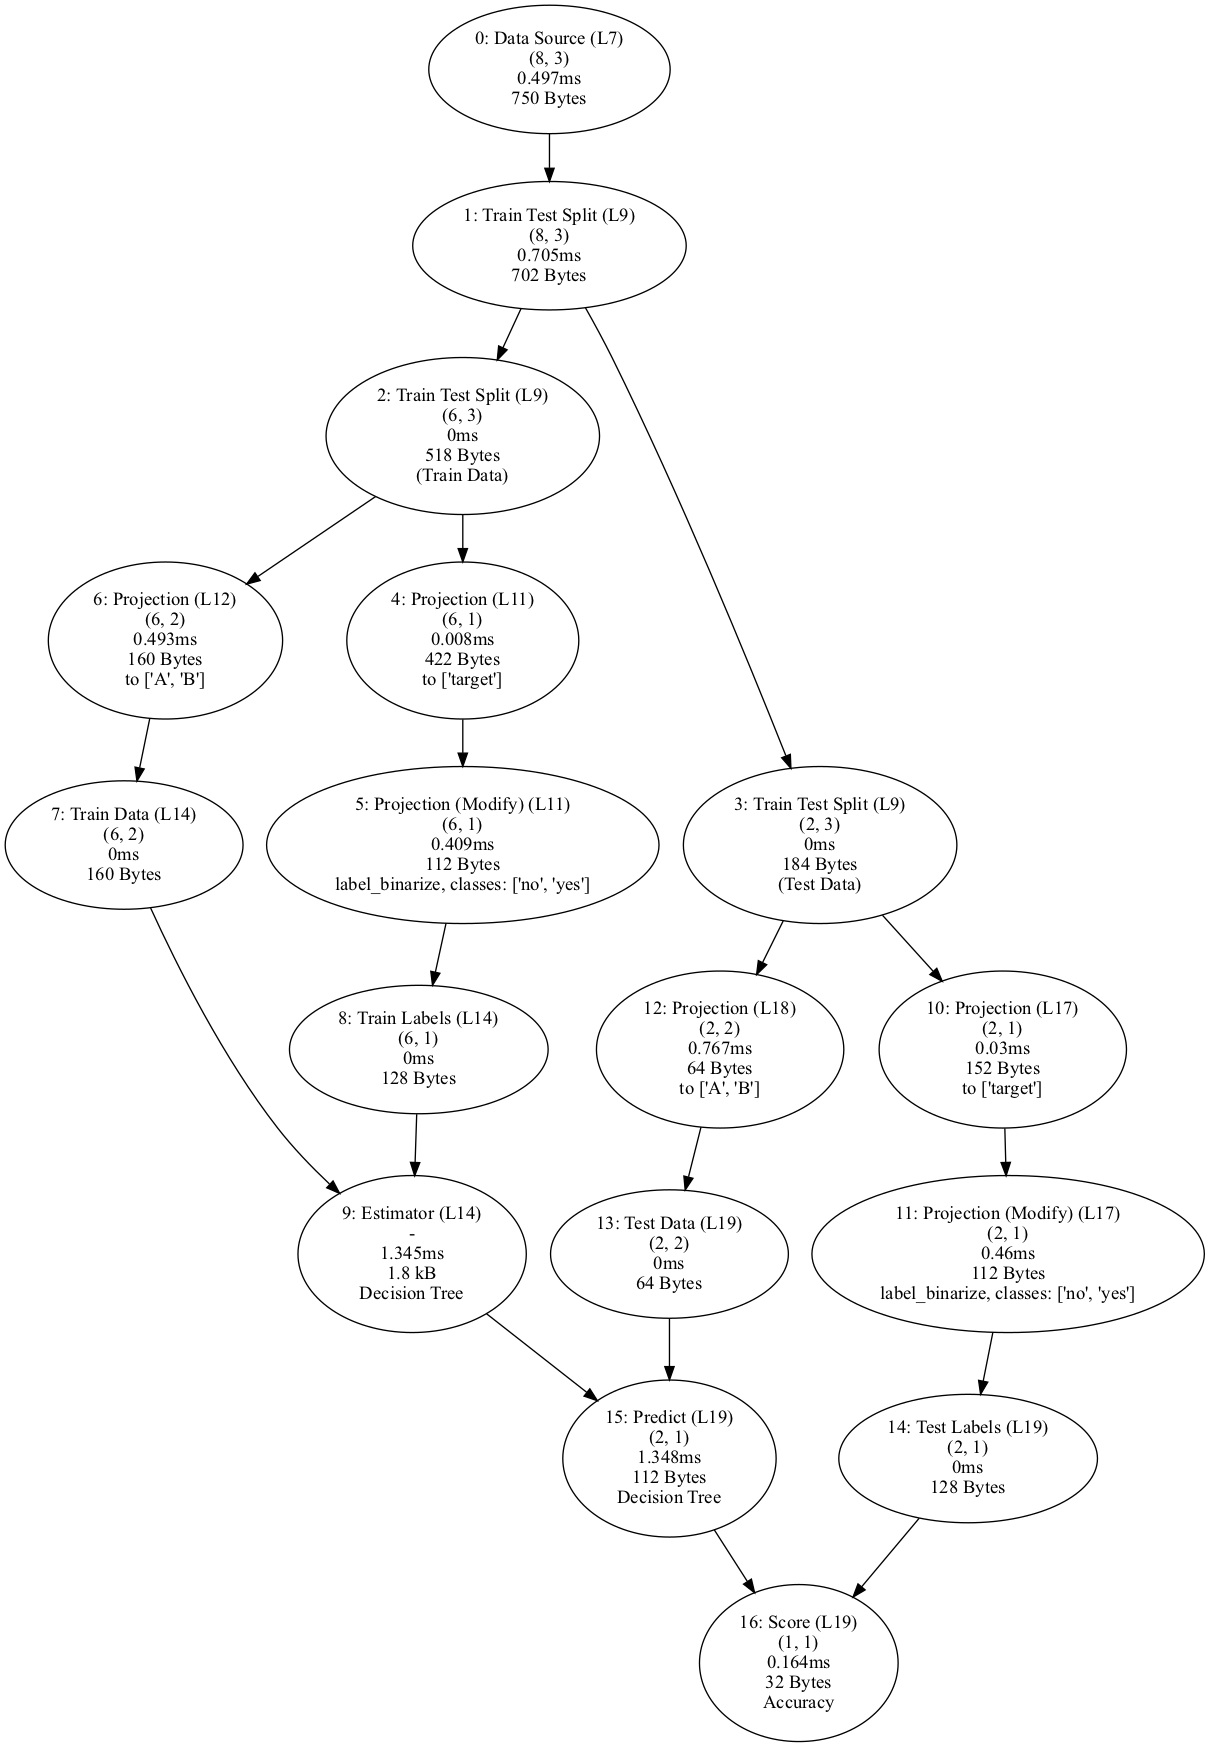 0: Data Source (L7)
(8, 3)
0.497ms
750 Bytes
1: Train Test Split (L9)
(8, 3)
0.705ms
702 Bytes
2: Train Test Split (L9)
(6, 3)
0ms
518 Bytes
(Train Data)
6: Projection (L12)
(6, 2)
0.493ms
160 Bytes
to ['A', 'B']
4: Projection (L11)
(6, 1)
0.008ms
422 Bytes
to ['target']
7: Train Data (L14)
(6, 2)
0ms
160 Bytes
5: Projection (Modify) (L11)
(6, 1)
0.409ms
112 Bytes
label_binarize, classes: ['no', 'yes']
3: Train Test Split (L9)
(2, 3)
0ms
184 Bytes
(Test Data)
8: Train Labels (L14)
(6, 1)
0ms
128 Bytes
12: Projection (L18)
(2, 2)
0.767ms
64 Bytes
to ['A', 'B']
10: Projection (L17)
(2, 1)
0.03ms
152 Bytes
to ['target']
9: Estimator (L14)
-
1.345ms
1.8 kB
Decision Tree
13: Test Data (L19)
(2, 2)
0ms
64 Bytes
11: Projection (Modify) (L17)
(2, 1)
0.46ms
112 Bytes
label_binarize, classes: ['no', 'yes']
15: Predict (L19)
(2, 1)
1.348ms
112 Bytes
Decision Tree
14: Test Labels (L19)
(2, 1)
0ms
128 Bytes
16: Score (L19)
(1, 1)
0.164ms
32 Bytes
Accuracy